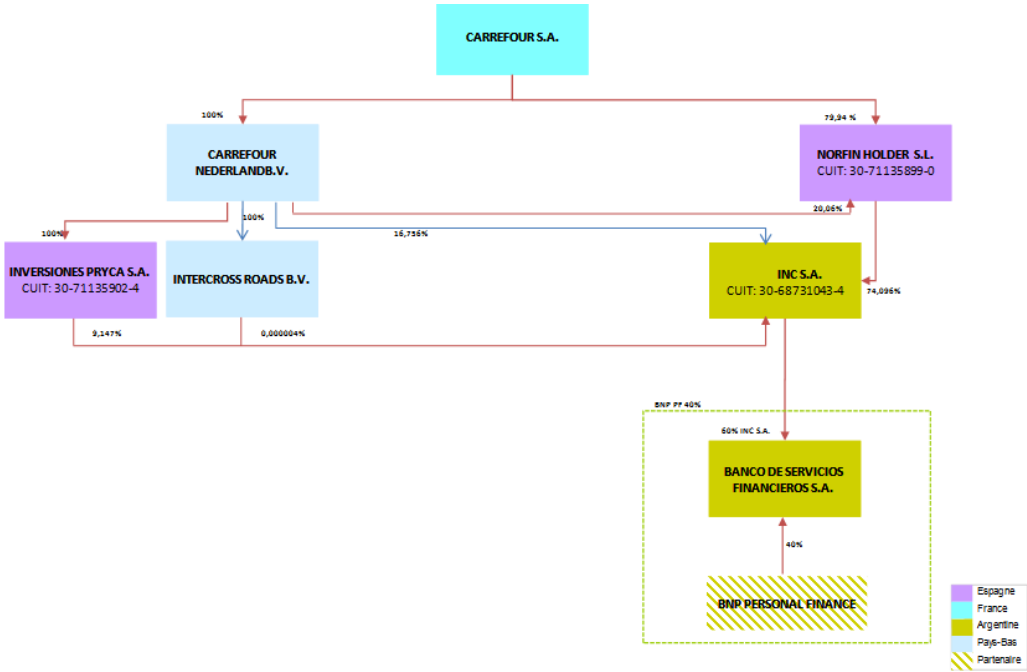 CARREFOUR S.A.
100%
79,94 %
CARREFOUR
NEDERLANDB.V.
NORFIN HOLDER S.L.
CUIT: 30-71135899-0
100%
20,06%
100%
16,756%
INVERSIONES PRYCA S.A.
CUIT: 30-71135902-4
INTERCROSS ROADS B.V.
INC S.A.
CUIT: 30-68731043-4
74,096%
9,147%
0,000004%
BNP PF 40%
60% INC S.A.
BANCO DE SERVICIOS
FINANCIEROS S.A.
40%
BNP PERSONAL FINANCE
Espagne
France
Argentine
Pays-Bas
Partenaire